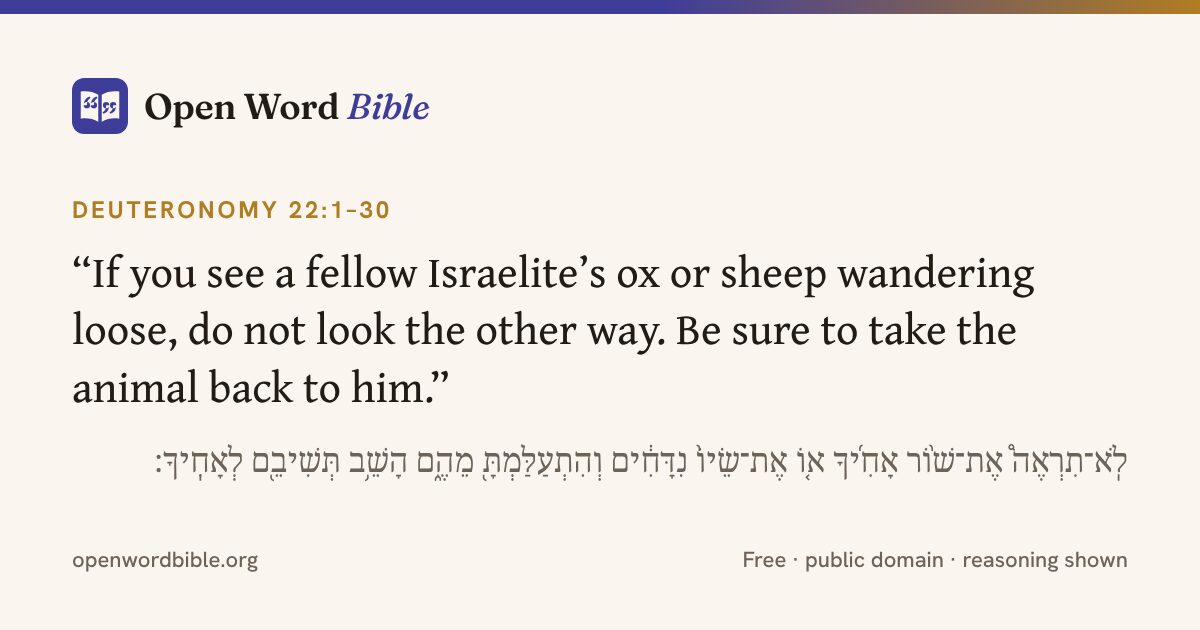 Open Word Bible
DEUTERONOMY 22:1–30
“If you see a fellow Israelite’s ox or sheep wandering
loose, do not look the other way. Be sure to take the
animal back to him.”
לֹֽא־תִרְאֶה֩ אֶת־שׁ֨וֹר אָחִ֜יךָ א֤וֹ אֶת־שֵׂיוֹ֙ נִדָּחִ֔ים וְהִתְעַלַּמְתָּ֖ מֵהֶ֑ם הָשֵׁ֥ב תְּשִׁיבֵ֖ם לְאָחִֽיךָ׃
openwordbible.org
Free · public domain · reasoning shown